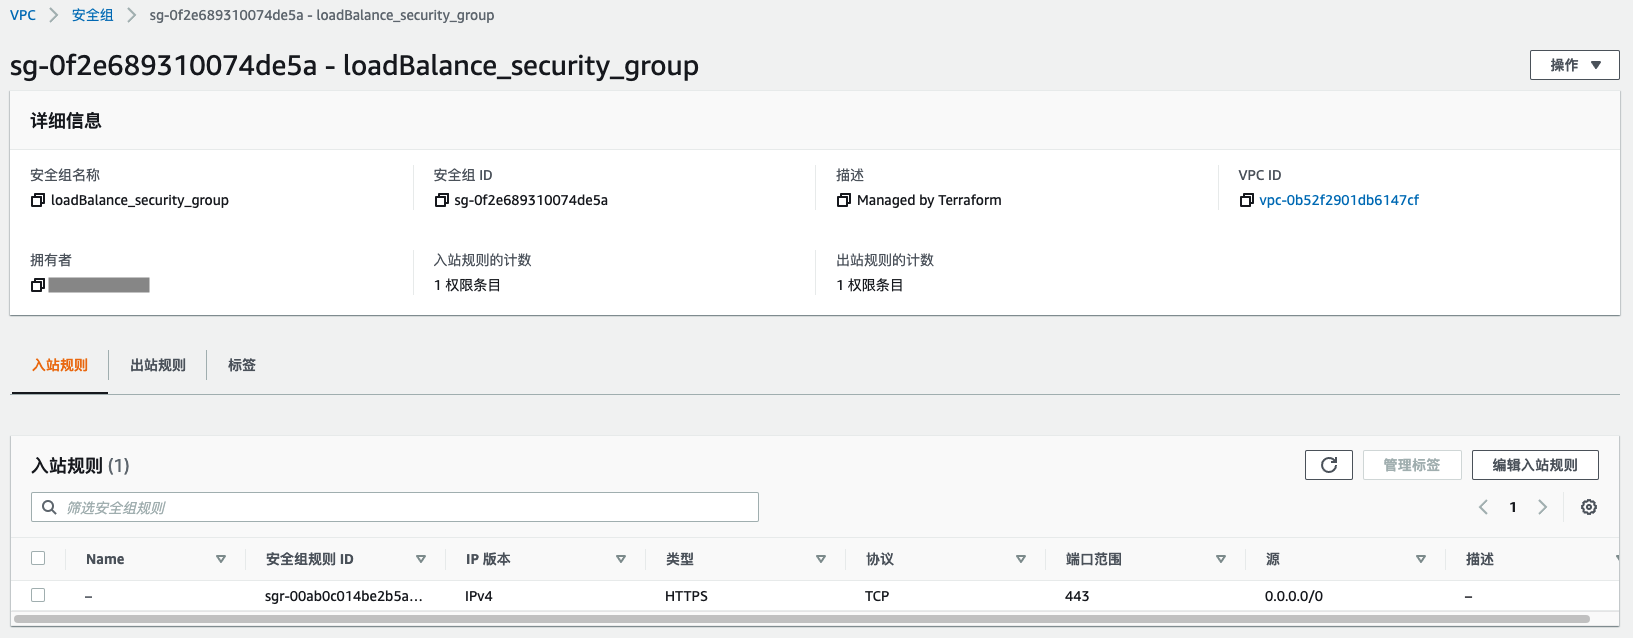 VPC > 安全组 > sg-0f2e689310074de5a - loadBalance_security_group
sg-0f2e689310074de5a - loadBalance_security_group
操作
详细信息
安全组名称 安全组 ID 描述 VPC ID
loadBalance_security_group sg-0f2e689310074de5a Managed by Terraform vpc-0b52f2901db6147cf
拥有者 入站规则的计数 出站规则的计数
1 权限条目 1 权限条目
入站规则 出站规则 标签
入站规则 (1) 管理标签 编辑入站规则
筛选安全组规则 1
Name 安全组规则 ID IP 版本 类型 协议 端口范围 源 描述
– sgr-00ab0c014be2b5a... IPv4 HTTPS TCP 443 0.0.0.0/0 –